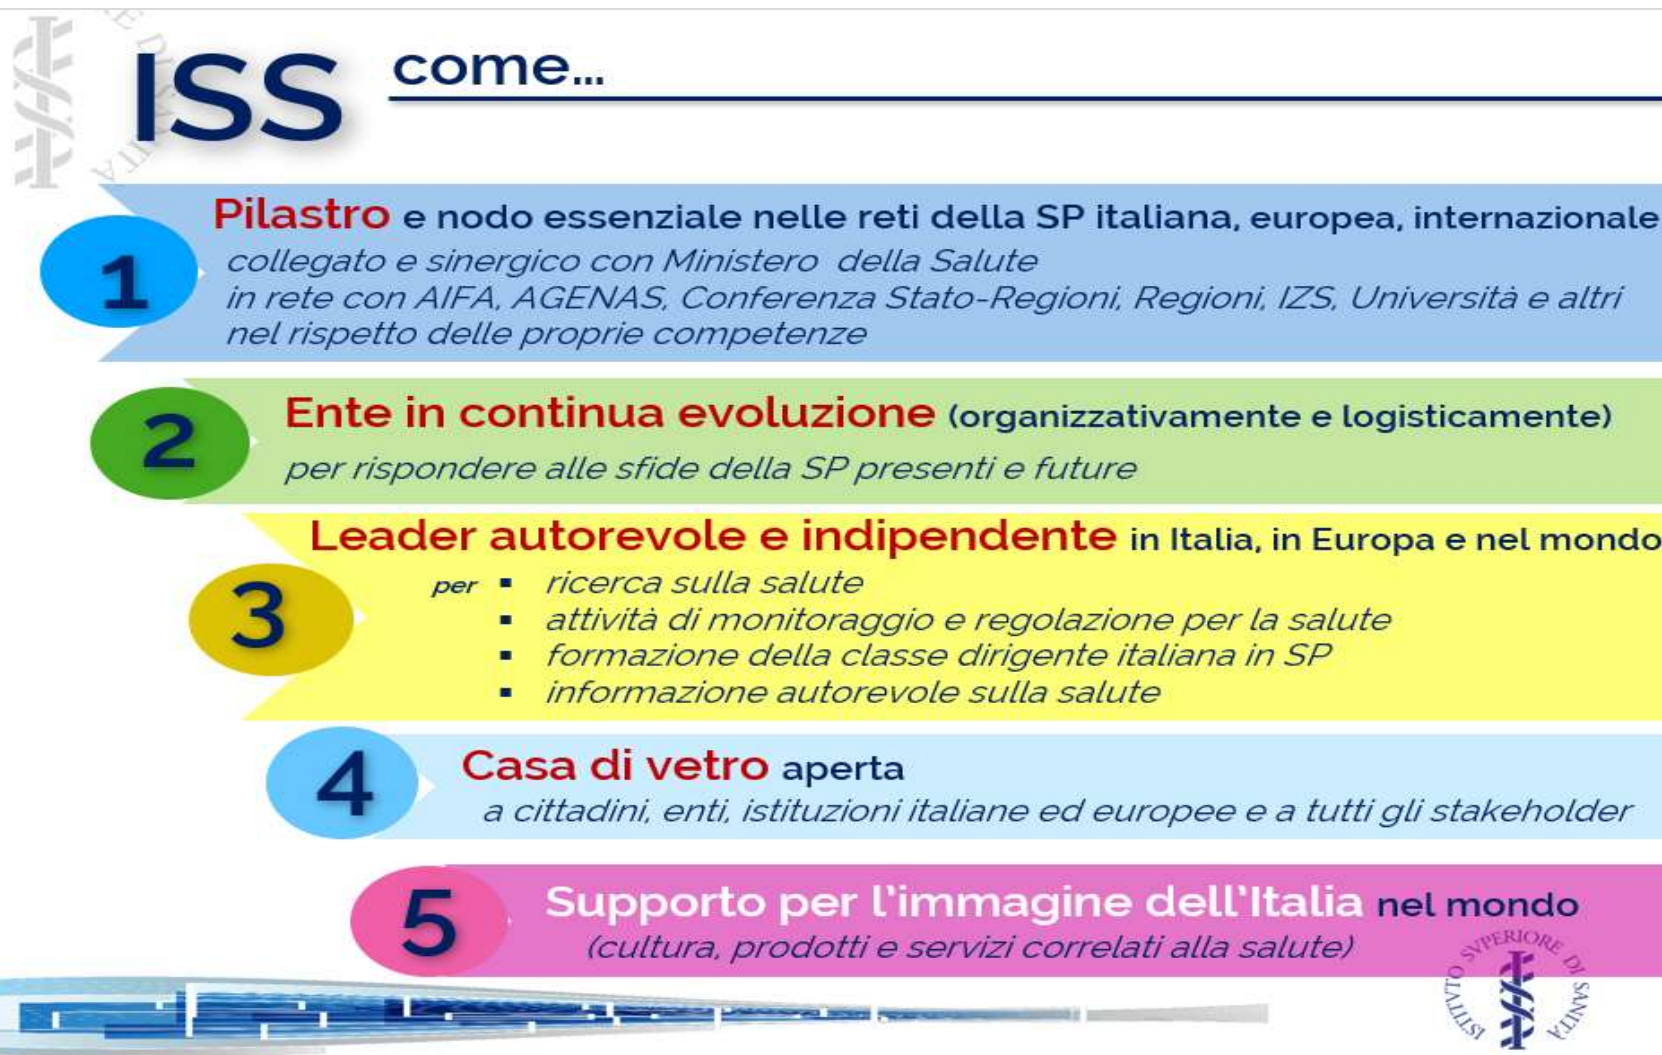 ISS come...
1
Pilastro e nodo essenziale nelle reti della SP italiana, europea, internazionale
collegato e sinergico con Ministero della Salute
in rete con AIFA, AGENAS, Conferenza Stato-Regioni, Regioni, IZS, Università e altri
nel rispetto delle proprie competenze
2
Ente in continua evoluzione (organizzativamente e logisticamente)
per rispondere alle sfide della SP presenti e future
3
Leader autorevole e indipendente in Italia, in Europa e nel mondo
per ▪ ricerca sulla salute
▪ attività di monitoraggio e regolazione per la salute
▪ formazione della classe dirigente italiana in SP
▪ informazione autorevole sulla salute
4
Casa di vetro aperta
a cittadini, enti, istituzioni italiane ed europee e a tutti gli stakeholder
5
Supporto per l'immagine dell'Italia nel mondo
(cultura, prodotti e servizi correlati alla salute)
ISTITVTO SVPERIORE DI SANITÀ